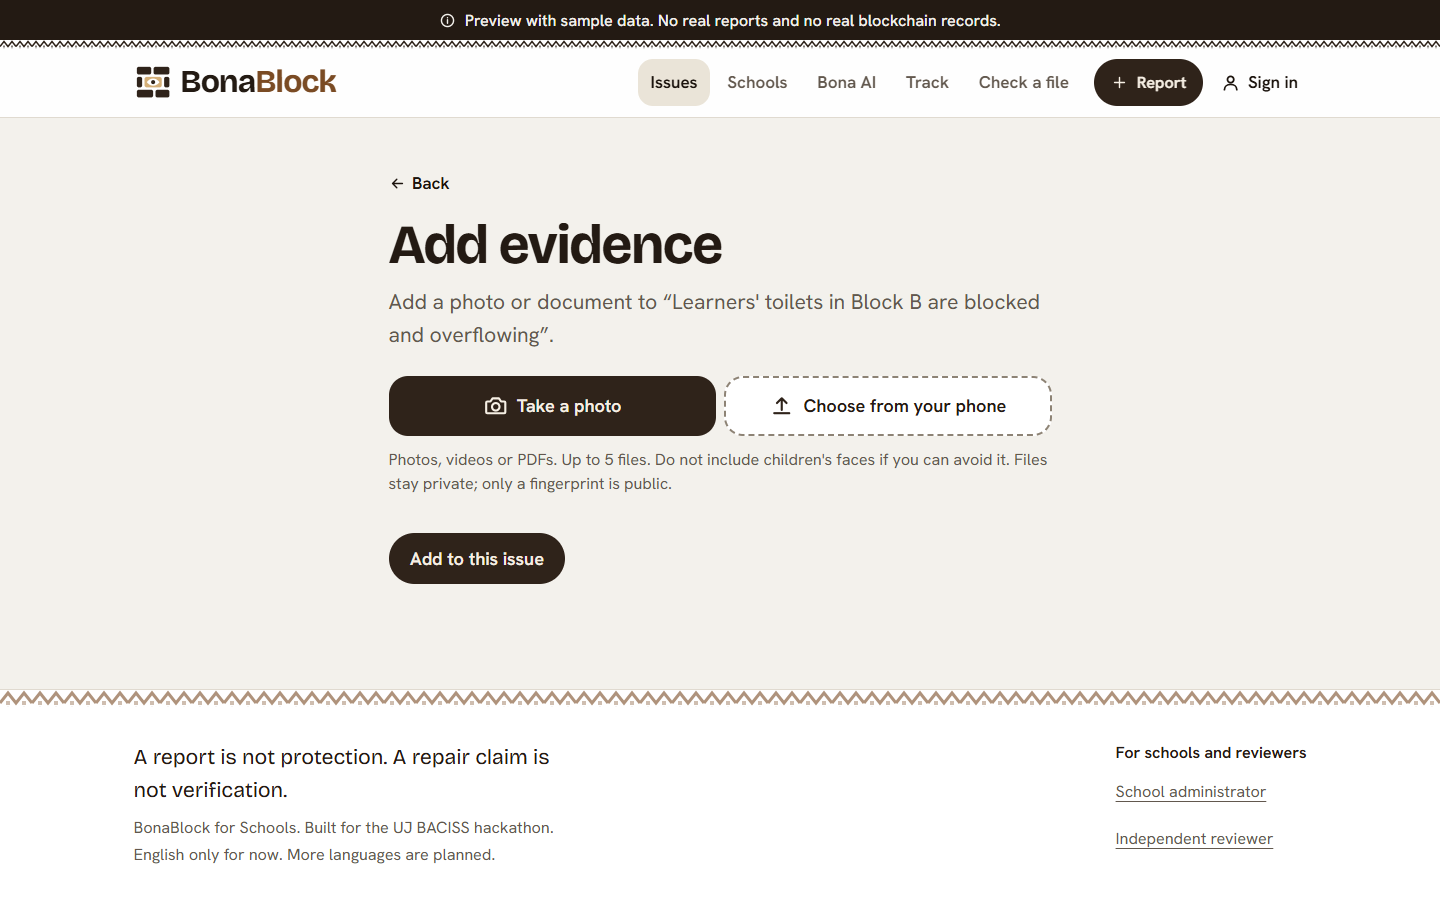 Preview with sample data. No real reports and no real blockchain records.
BonaBlock
Issues
Schools
Bona AI
Track
Check a file
+ Report
Sign in
← Back
Add evidence
Add a photo or document to “Learners' toilets in Block B are blocked
and overflowing”.
Take a photo
Choose from your phone
Photos, videos or PDFs. Up to 5 files. Do not include children's faces if you can avoid it. Files
stay private; only a fingerprint is public.
Add to this issue
A report is not protection. A repair claim is
not verification.
BonaBlock for Schools. Built for the UJ BACISS hackathon.
English only for now. More languages are planned.
For schools and reviewers
School administrator
Independent reviewer